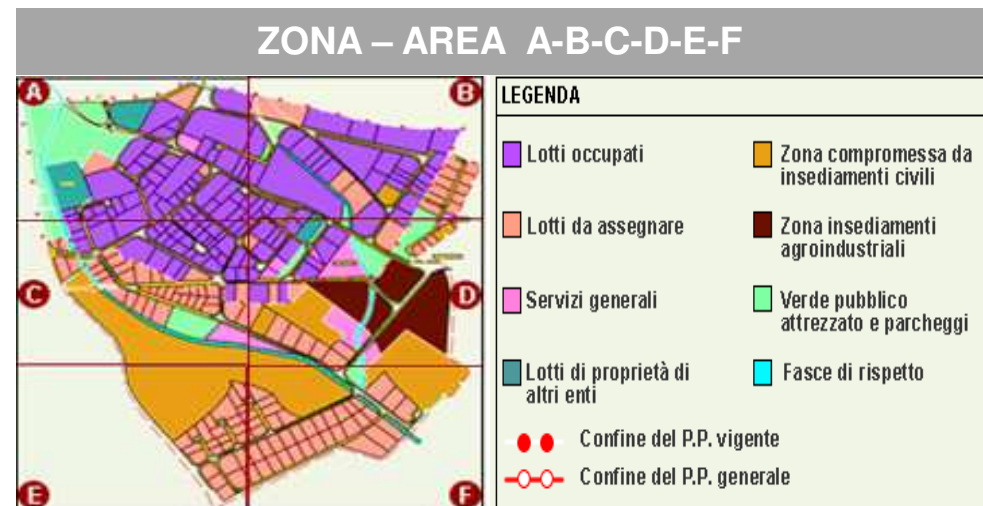 ZONA – AREA A-B-C-D-E-F
A
B
C
D
E
F
LEGENDA
Lotti occupati
Zona compromessa da
insediamenti civili
Lotti da assegnare
Zona insediamenti
agroindustriali
Servizi generali
Verde pubblico
attrezzato e parcheggi
Lotti di proprietà di
altri enti
Fasce di rispetto
Confine del P.P. vigente
Confine del P.P. generale